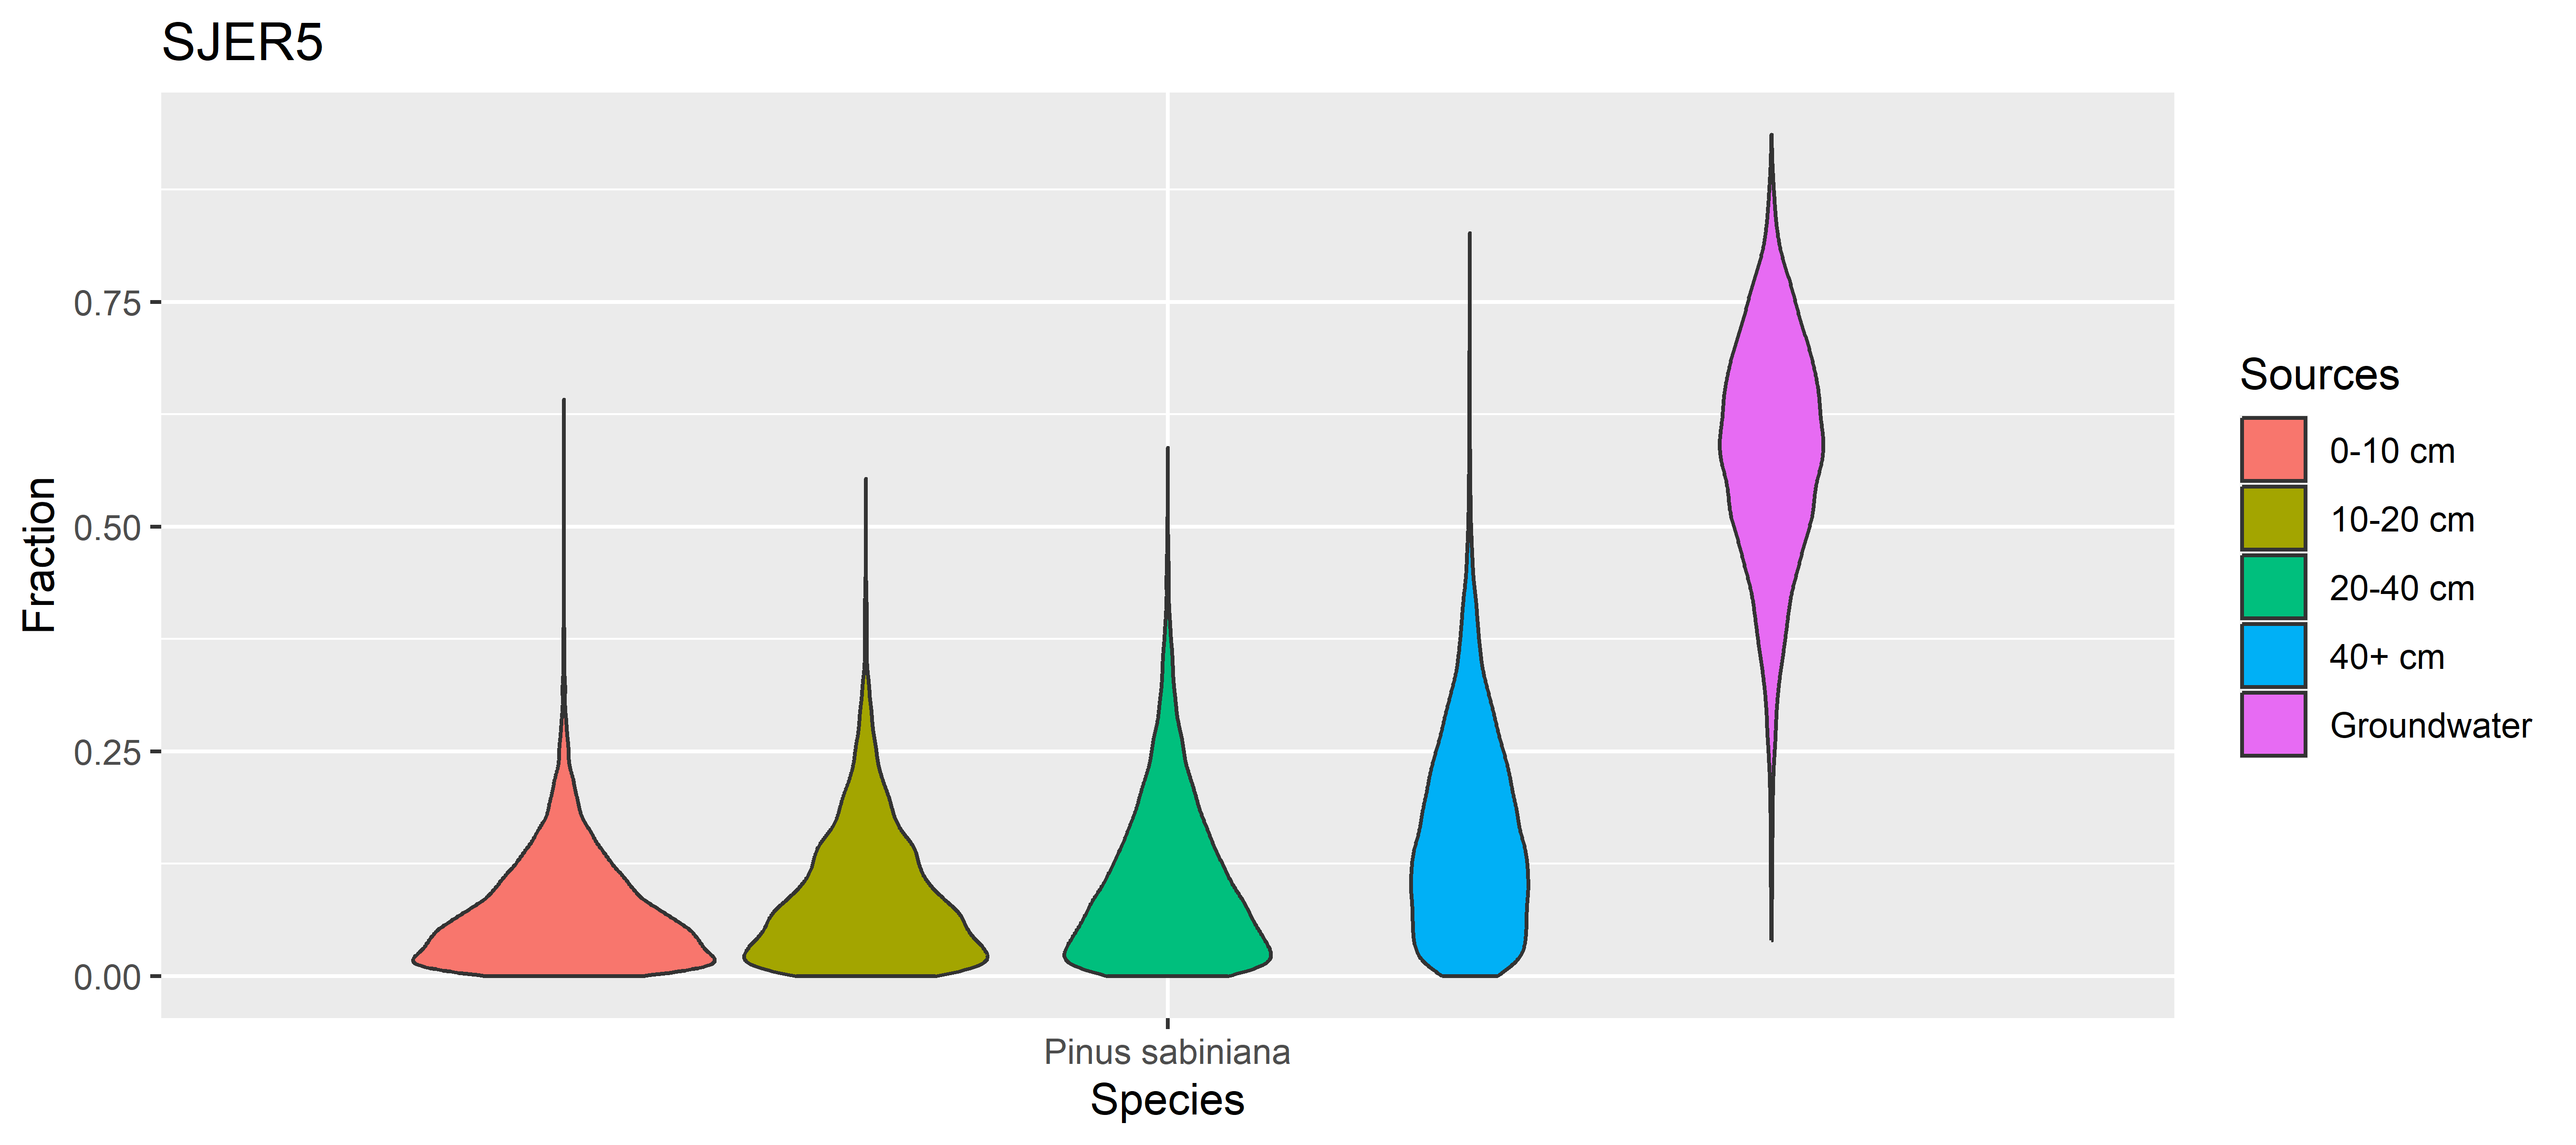 SJER5
Fraction
0.75
0.50
0.25
0.00
Pinus sabiniana
Species
Sources
0-10 cm
10-20 cm
20-40 cm
40+ cm
Groundwater